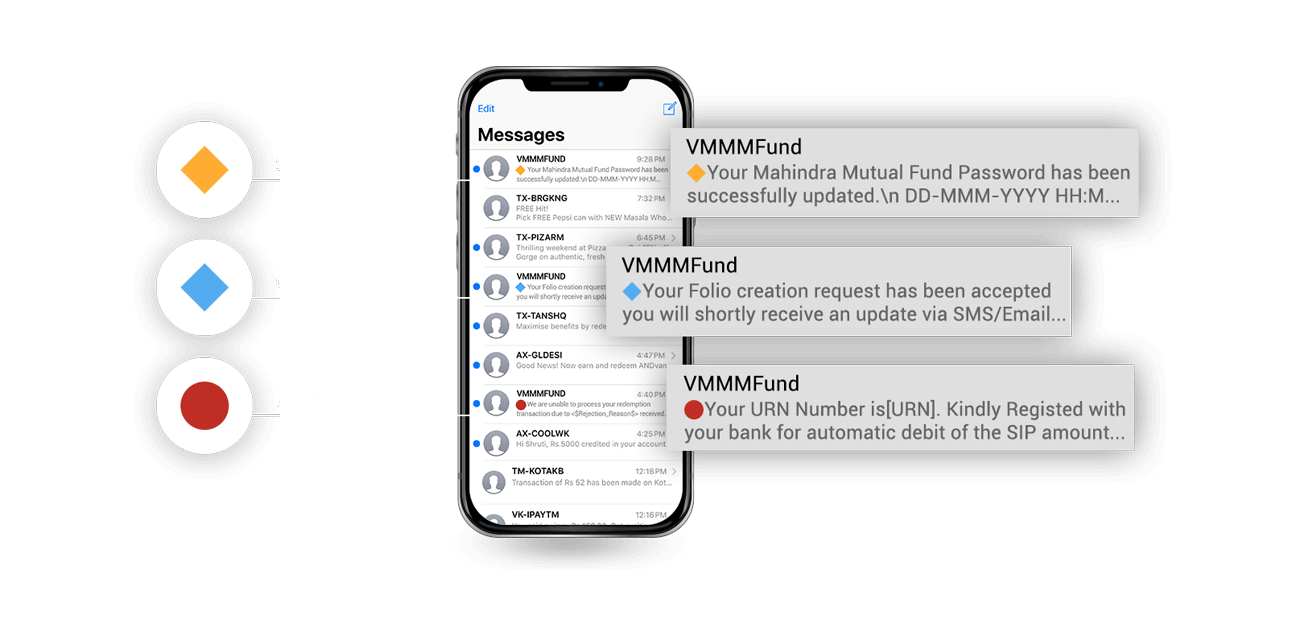 Edit
Messages
VMMMFUND 9:28 PM
Your Mahindra Mutual Fund Password has been
successfully updated.\n DD-MMM-YYYY HH:M...
TX-BRGKNG 7:32 PM
FREE Hit!
Pick FREE Pepsi can with NEW Masala Who...
TX-PIZARM 6:45 PM
Thrilling weekend at Pizza
Gorge on authentic, fresh
VMMMFUND
Your Folio creation request
you will shortly receive an upda
TX-TANSHQ
Maximise benefits by rede
AX-GLDESI 4:47 PM
Good News! Now earn and redeem ANDvan
VMMMFUND 4:40 PM
We are unable to process your redemption
transaction due to <$Rejection_Reason$> received.
AX-COOLWK 4:25 PM
Hi Shruti, Rs.5000 credited in your account
TM-KOTAKB 12:16 PM
Transaction of Rs 52 has been made on Kot...
VK-IPAYTM 12:16 PM
VMMMFund
Your Mahindra Mutual Fund Password has been
successfully updated.\n DD-MMM-YYYY HH:M...
VMMMFund
Your Folio creation request has been accepted
you will shortly receive an update via SMS/Email...
VMMMFund
Your URN Number is[URN]. Kindly Registed with
your bank for automatic debit of the SIP amount...